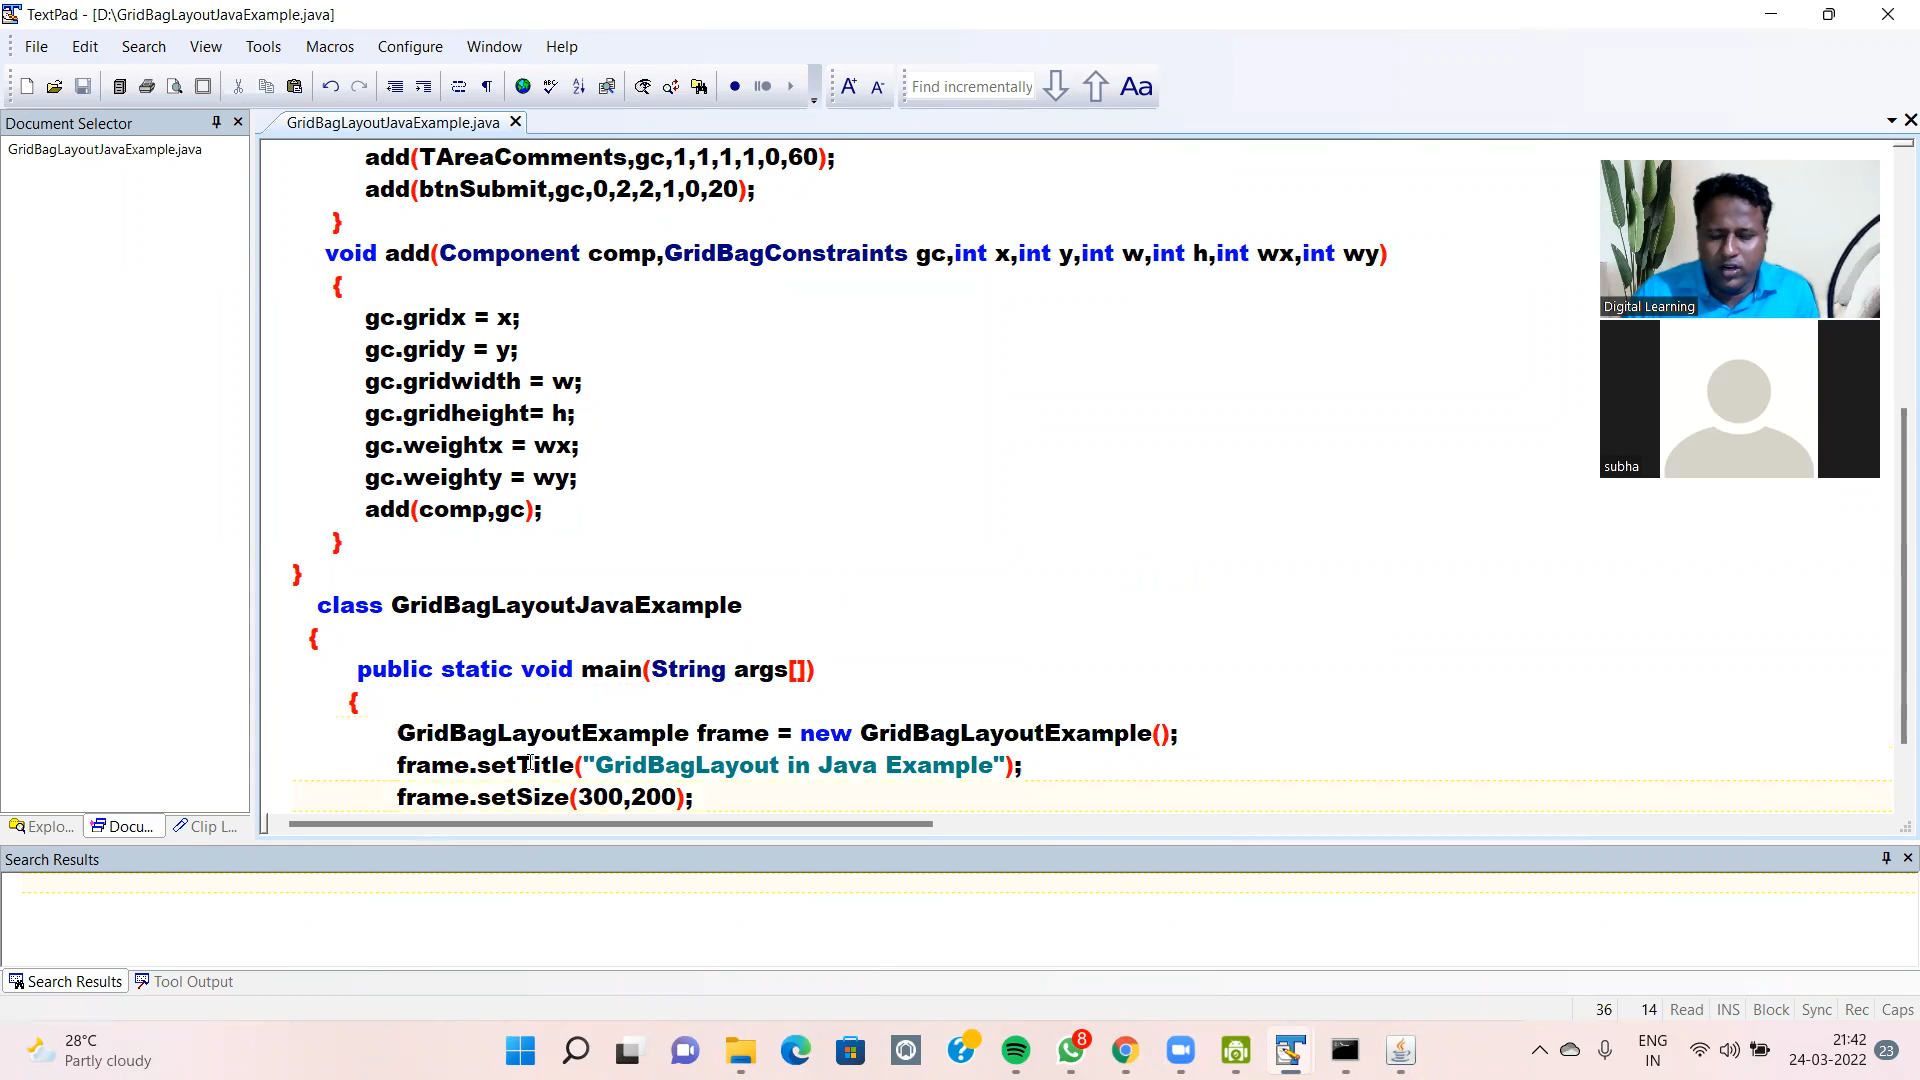 TextPad - [D:\GridBagLayoutJavaExample.java]
File Edit Search View Tools Macros Configure Window Help
Find incrementally
Aa
Document Selector
GridBagLayoutJavaExample.java
GridBagLayoutJavaExample.java
add(TAreaComments,gc,1,1,1,1,0,60);
add(btnSubmit,gc,0,2,2,1,0,20);
}
void add(Component comp,GridBagConstraints gc,int x,int y,int w,int h,int wx,int wy)
{
gc.gridx = x;
gc.gridy = y;
gc.gridwidth = w;
gc.gridheight= h;
gc.weightx = wx;
gc.weighty = wy;
add(comp,gc);
}
}
class GridBagLayoutJavaExample
{
public static void main(String args[])
{
GridBagLayoutExample frame = new GridBagLayoutExample();
frame.setTitle("GridBagLayout in Java Example");
frame.setSize(300,200);
Digital Learning
subha
Explo... Docu... Clip L...
Search Results
Search Results Tool Output
36 14 Read INS Block Sync Rec Caps
28°C
Partly cloudy
8
ENG
IN
21:42
24-03-2022
23